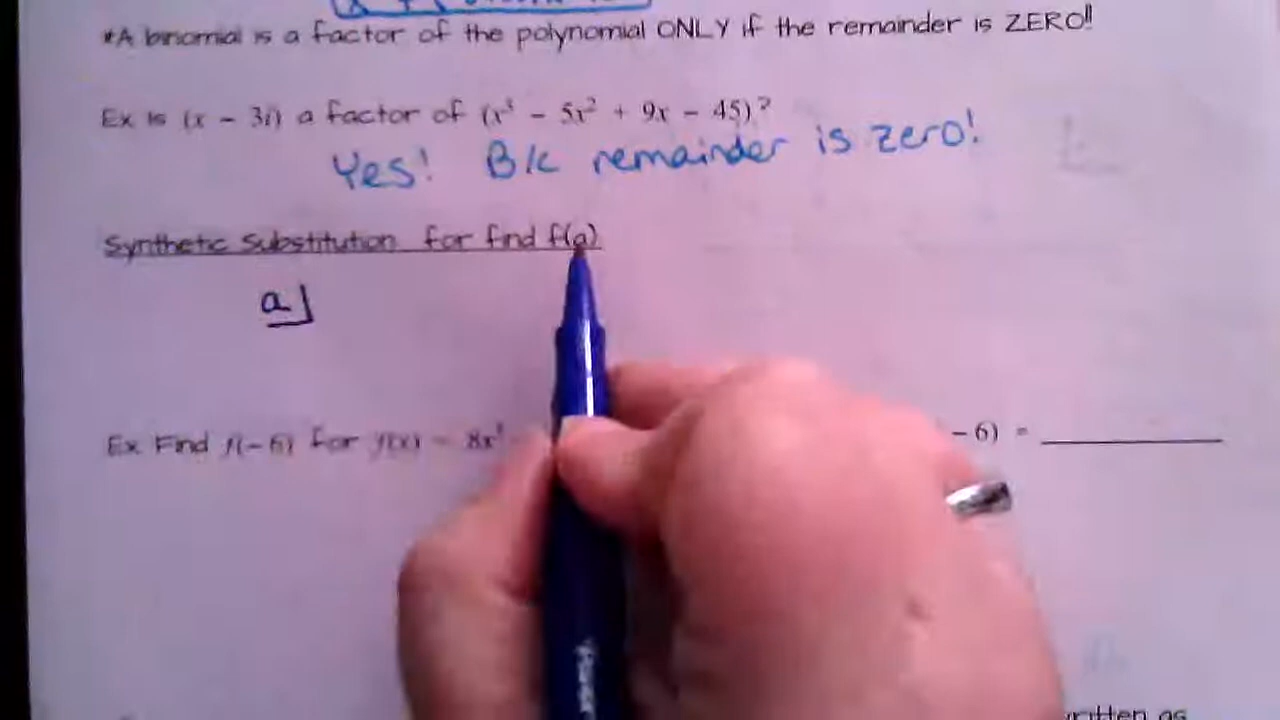 *A binomial is a factor of the polynomial ONLY if the remainder is ZERO!!
Ex Is (x - 3i) a factor of (x³ - 5x² + 9x - 45)?
Yes! B/c remainder is zero!
Synthetic Substitution for find f(a)
a
Ex Find f(-6) for f(x) = 8x³ -6) = 
written as